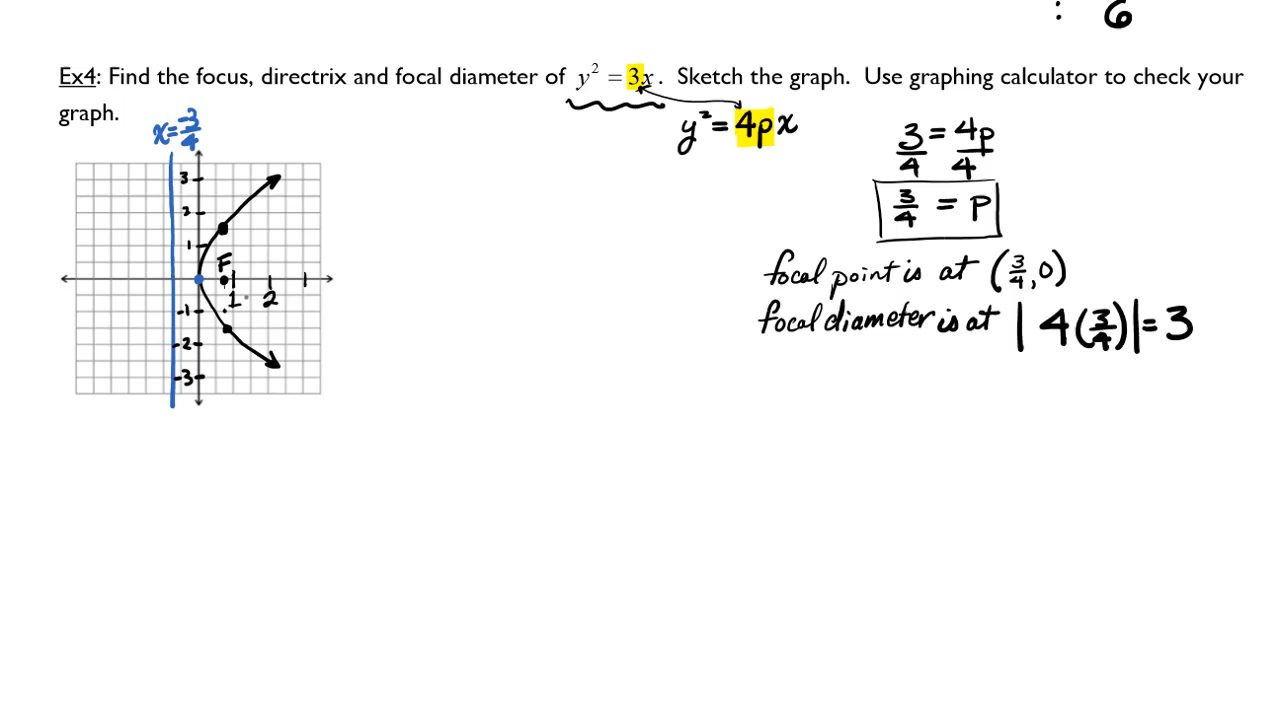 : 6
Ex4: Find the focus, directrix and focal diameter of y² = 3x. Sketch the graph. Use graphing calculator to check your
graph.
y² = 4px
x = -3/4
3/4 = 4p/4
3/4 = P
focal point is at (3/4, 0)
focal diameter is at | 4(3/4) | = 3
3
2
1
F
1 2
-1
-2
-3